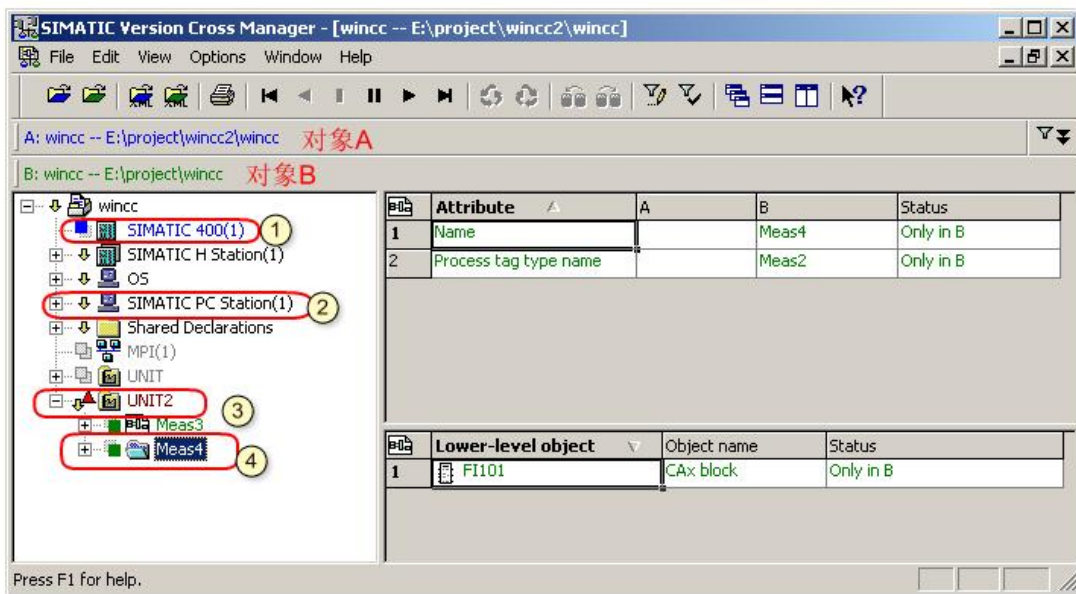 SIMATIC Version Cross Manager - [wincc -- E:\project\wincc2\wincc]
File Edit View Options Window Help
XML XML
A: wincc -- E:\project\wincc2\wincc 对象A
B: wincc -- E:\project\wincc 对象B
wincc
SIMATIC 400(1) 1
SIMATIC H Station(1)
OS
SIMATIC PC Station(1) 2
Shared Declarations
MPI(1)
UNIT
UNIT2 3
Meas3
Meas4 4
Attribute A B Status
1 Name Meas4 Only in B
2 Process tag type name Meas2 Only in B
Lower-level object Object name Status
1 FI101 CAx block Only in B
Press F1 for help.